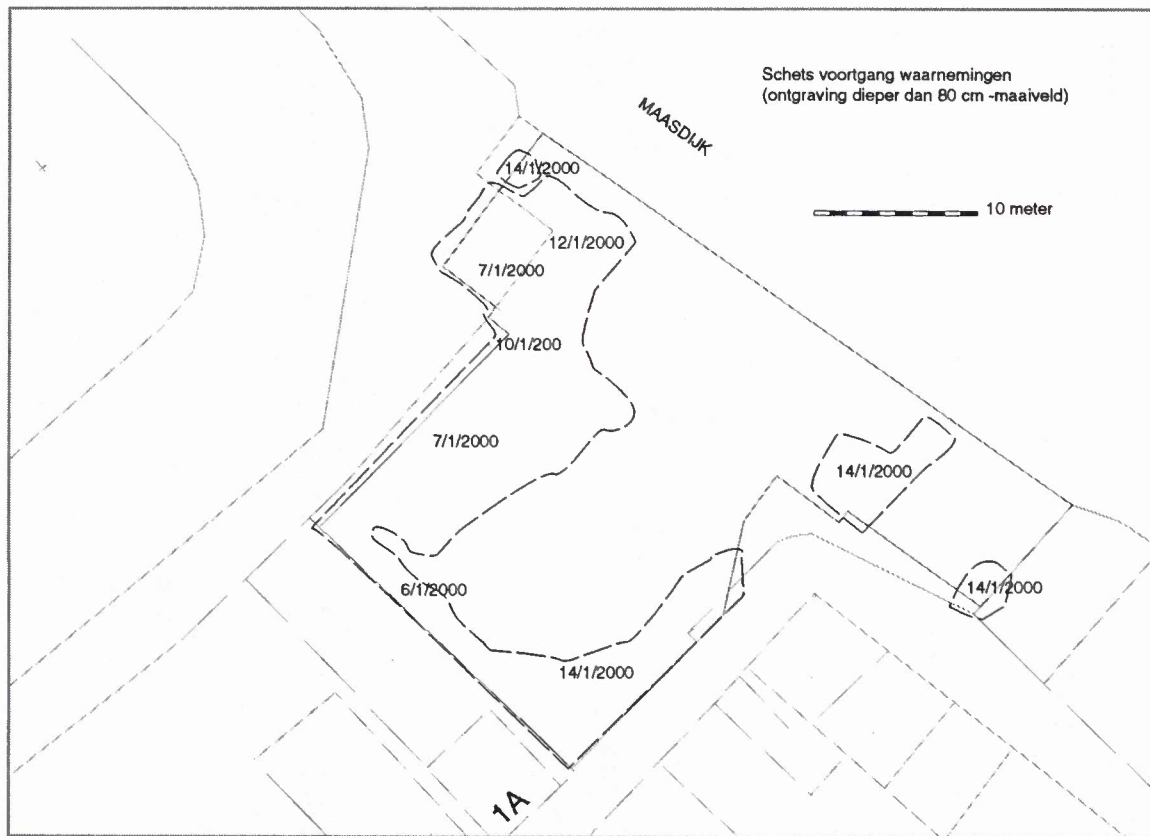 Schets voortgang waarnemingen
(ontgraving dieper dan 80 cm -maaiveld)
MAASDIJK
14/1/2000
10 meter
12/1/2000
7/1/2000
10/1/200
7/1/2000
14/1/2000
6/1/2000
14/1/2000
14/1/2000
1A